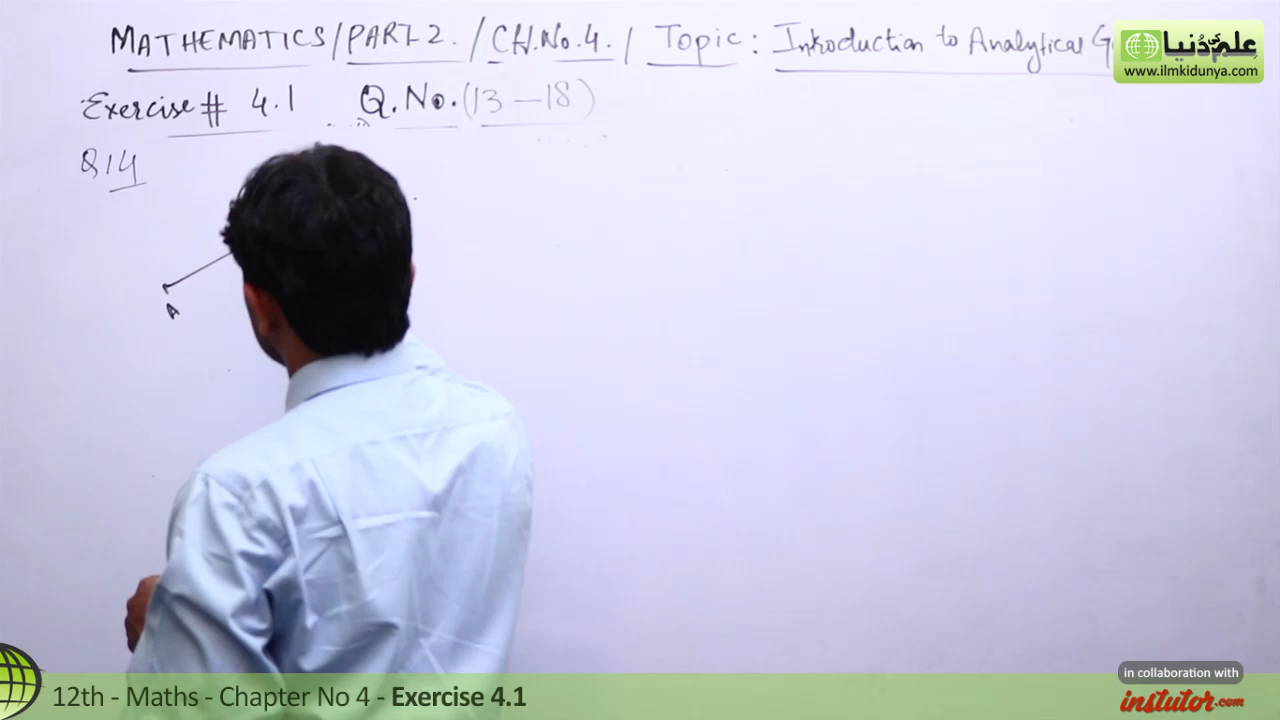 MATHEMATICS / PART 2 / CH. No. 4. / Topic : Introduction to Analytical G
علم کی دنیا
www.ilmkidunya.com
Exercise # 4.1 Q. No. (13 – 18)
Q14
A
in collaboration with
instutor.com
12th - Maths - Chapter No 4 - Exercise 4.1